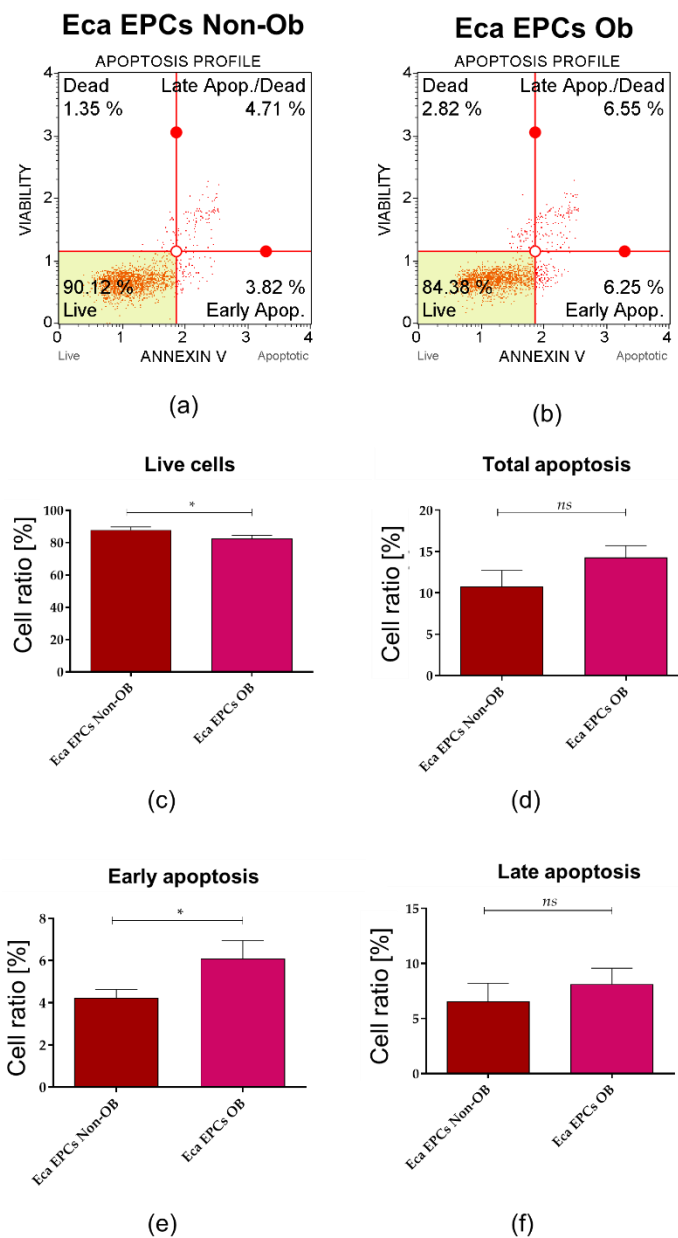 Eca EPCs Non-Ob
APOPTOSIS PROFILE
4
3
2
1
0
VIABILITY
Dead
1.35 %
Late Apop./Dead
4.71 %
90.12 %
Live
3.82 %
Early Apop.
0 1 2 3 4
Live ANNEXIN V Apoptotic
(a)
Eca EPCs Ob
APOPTOSIS PROFILE
4
3
2
1
0
VIABILITY
Dead
2.82 %
Late Apop./Dead
6.55 %
84.38 %
Live
6.25 %
Early Apop.
0 1 2 3 4
Live ANNEXIN V Apoptotic
(b)
Live cells
Cell ratio [%]
100
80
60
40
20
0
*
Eca EPCs Non-OB
Eca EPCs OB
(c)
Total apoptosis
Cell ratio [%]
20
15
10
5
0
ns
Eca EPCs Non-OB
Eca EPCs OB
(d)
Early apoptosis
Cell ratio [%]
8
6
4
2
0
*
Eca EPCs Non-OB
Eca EPCs OB
(e)
Late apoptosis
Cell ratio [%]
15
10
5
0
ns
Eca EPCs Non-OB
Eca EPCs OB
(f)